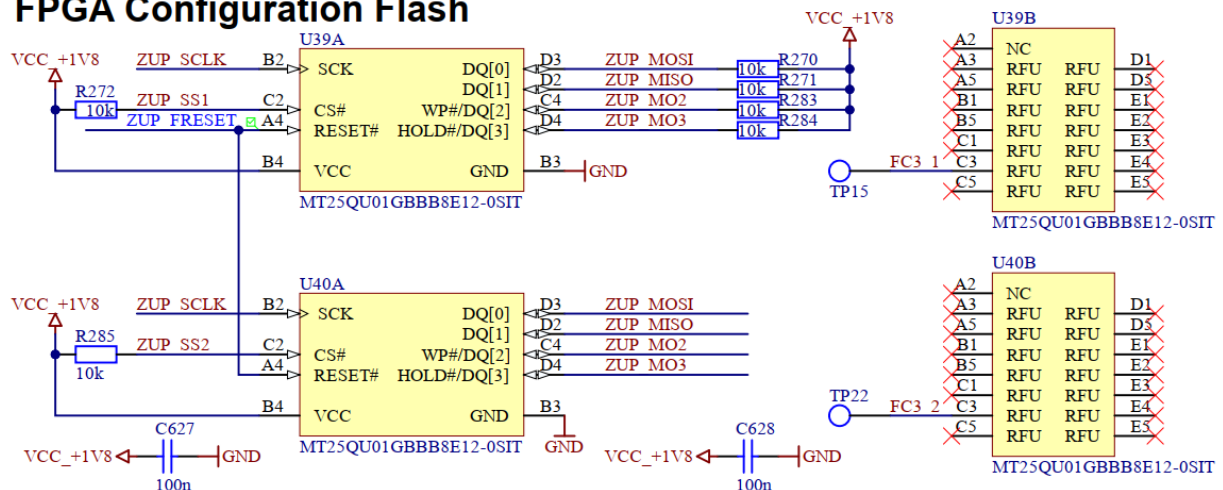 FPGA Configuration Flash
VCC_+1V8
U39A
VCC_+1V8
U39B
ZUP_SCLK B2 SCK DQ[0] D3 ZUP_MOSI 10k R270
DQ[1] D2 ZUP_MISO 10k R271
R272 10k ZUP_SS1 C2 CS# WP#/DQ[2] C4 ZUP_MO2 10k R283
ZUP_FRESET A4 RESET# HOLD#/DQ[3] D4 ZUP_MO3 10k R284
B4 VCC GND B3 GND
MT25QU01GBBB8E12-0SIT
A2 NC
A3 RFU RFU D1
A5 RFU RFU D5
B1 RFU RFU E1
B5 RFU RFU E2
C1 RFU RFU E3
TP15 FC3_1 C3 RFU RFU E4
C5 RFU RFU E5
MT25QU01GBBB8E12-0SIT
VCC_+1V8
U40A
U40B
ZUP_SCLK B2 SCK DQ[0] D3 ZUP_MOSI
DQ[1] D2 ZUP_MISO
R285 10k ZUP_SS2 C2 CS# WP#/DQ[2] C4 ZUP_MO2
A4 RESET# HOLD#/DQ[3] D4 ZUP_MO3
B4 VCC GND B3 GND
MT25QU01GBBB8E12-0SIT
A2 NC
A3 RFU RFU D1
A5 RFU RFU D5
B1 RFU RFU E1
B5 RFU RFU E2
C1 RFU RFU E3
TP22 FC3_2 C3 RFU RFU E4
C5 RFU RFU E5
MT25QU01GBBB8E12-0SIT
C627
VCC_+1V8 GND
100n
C628
VCC_+1V8 GND
100n